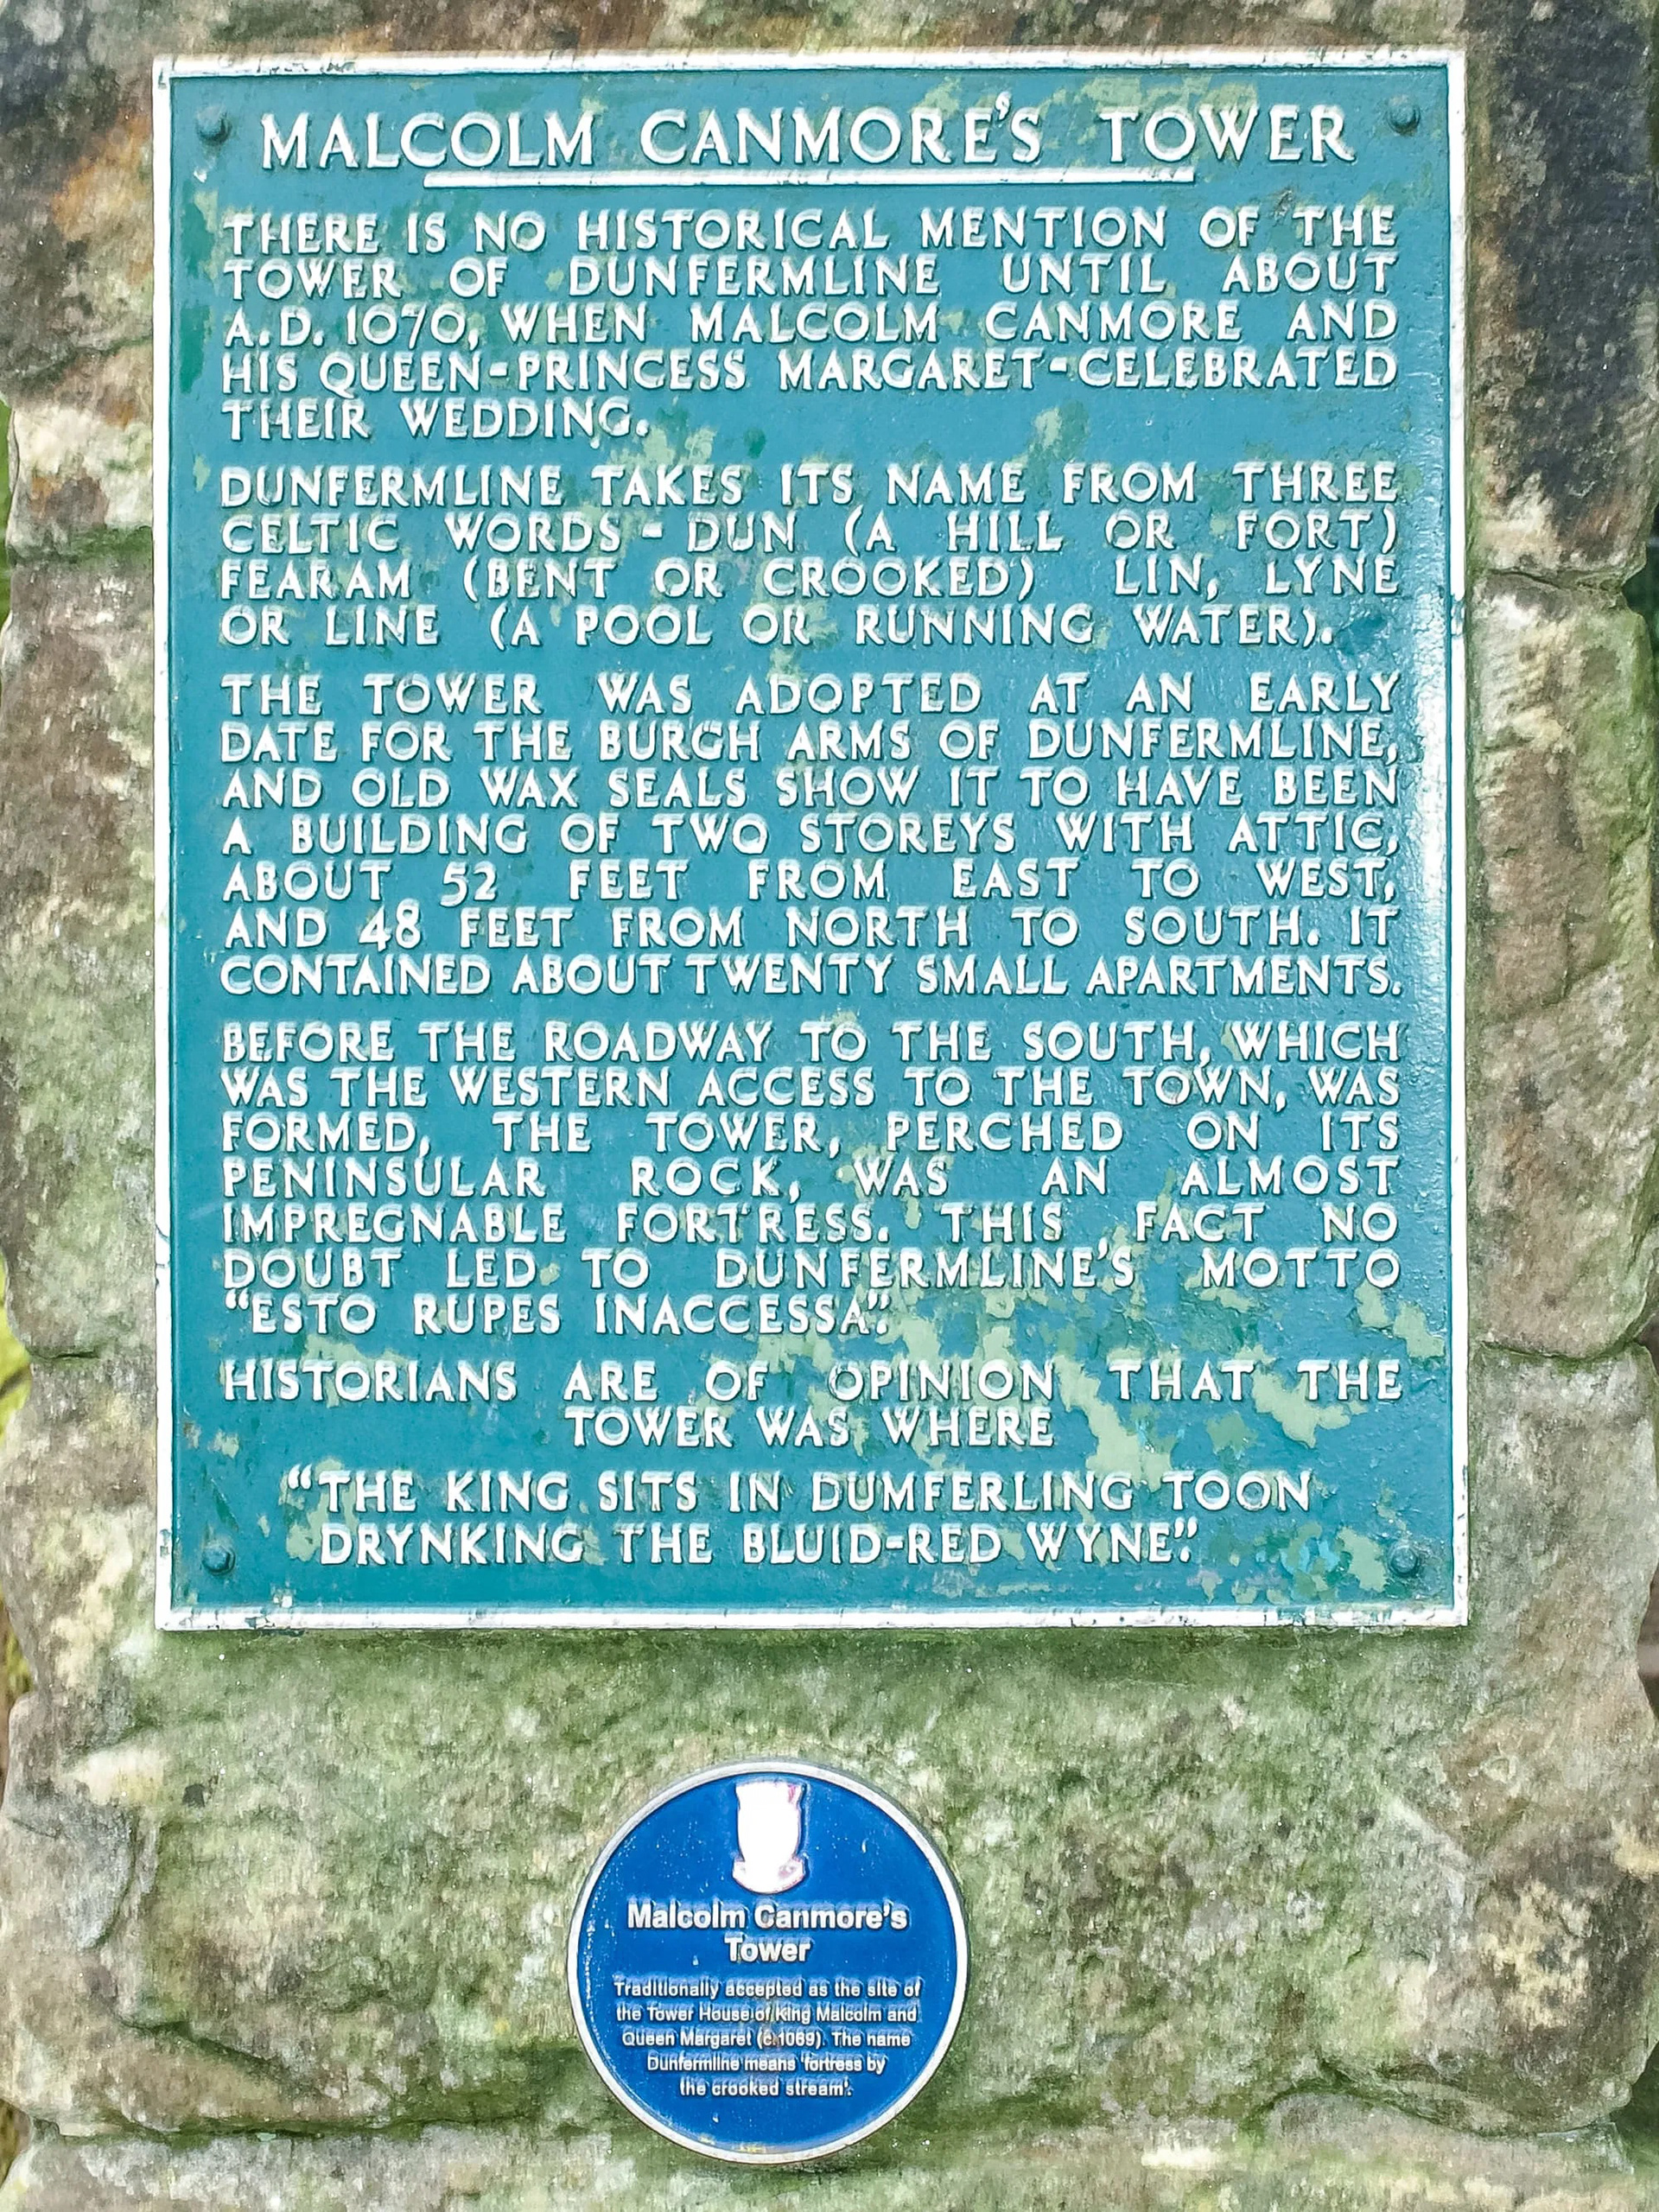 MALCOLM CANMORE'S TOWER
THERE IS NO HISTORICAL MENTION OF THE
TOWER OF DUNFERMLINE UNTIL ABOUT
A.D. 1070, WHEN MALCOLM CANMORE AND
HIS QUEEN-PRINCESS MARGARET-CELEBRATED
THEIR WEDDING.
DUNFERMLINE TAKES ITS NAME FROM THREE
CELTIC WORDS - DUN (A HILL OR FORT)
FEARAM (BENT OR CROOKED) LIN, LYNE
OR LINE (A POOL OR RUNNING WATER).
THE TOWER WAS ADOPTED AT AN EARLY
DATE FOR THE BURGH ARMS OF DUNFERMLINE,
AND OLD WAX SEALS SHOW IT TO HAVE BEEN
A BUILDING OF TWO STOREYS WITH ATTIC,
ABOUT 52 FEET FROM EAST TO WEST,
AND 48 FEET FROM NORTH TO SOUTH. IT
CONTAINED ABOUT TWENTY SMALL APARTMENTS.
BEFORE THE ROADWAY TO THE SOUTH, WHICH
WAS THE WESTERN ACCESS TO THE TOWN, WAS
FORMED, THE TOWER, PERCHED ON ITS
PENINSULAR ROCK, WAS AN ALMOST
IMPREGNABLE FORTRESS. THIS FACT NO
DOUBT LED TO DUNFERMLINE'S MOTTO
"ESTO RUPES INACCESSA".
HISTORIANS ARE OF OPINION THAT THE
TOWER WAS WHERE
"THE KING SITS IN DUMFERLING TOON
DRYNKING THE BLUID-RED WYNE".
Malcolm Canmore's
Tower
Traditionally accepted as the site of
the Tower House of King Malcolm and
Queen Margaret (c.1069). The name
Dunfermline means 'fortress by
the crooked stream'.